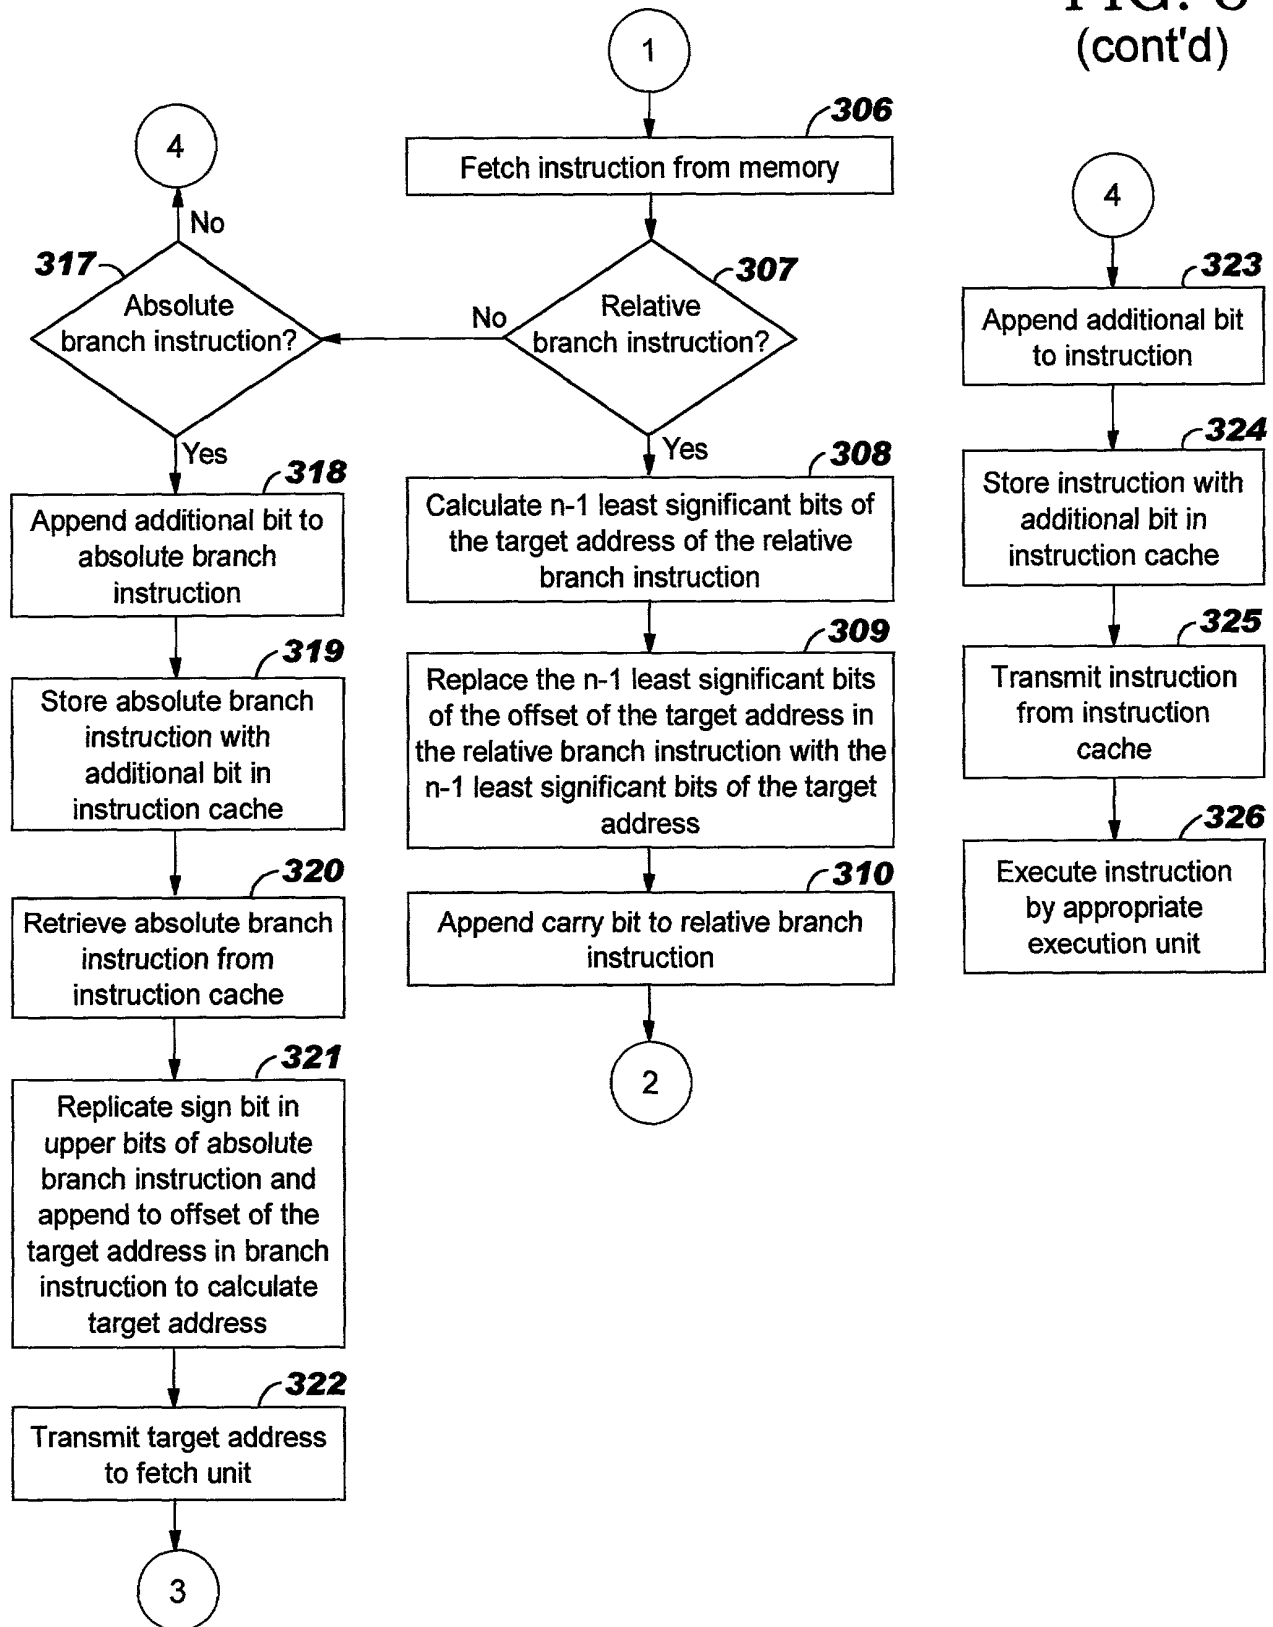 FIG. 3
(cont'd)
1
306
Fetch instruction from memory
307
Relative
branch instruction?
No
Yes
317
Absolute
branch instruction?
No
4
Yes
318
Append additional bit to
absolute branch
instruction
319
Store absolute branch
instruction with
additional bit in
instruction cache
320
Retrieve absolute branch
instruction from
instruction cache
321
Replicate sign bit in
upper bits of absolute
branch instruction and
append to offset of the
target address in branch
instruction to calculate
target address
322
Transmit target address
to fetch unit
3
308
Calculate n-1 least significant bits of
the target address of the relative
branch instruction
309
Replace the n-1 least significant bits
of the offset of the target address in
the relative branch instruction with the
n-1 least significant bits of the target
address
310
Append carry bit to relative branch
instruction
2
4
323
Append additional bit
to instruction
324
Store instruction with
additional bit in
instruction cache
325
Transmit instruction
from instruction
cache
326
Execute instruction
by appropriate
execution unit